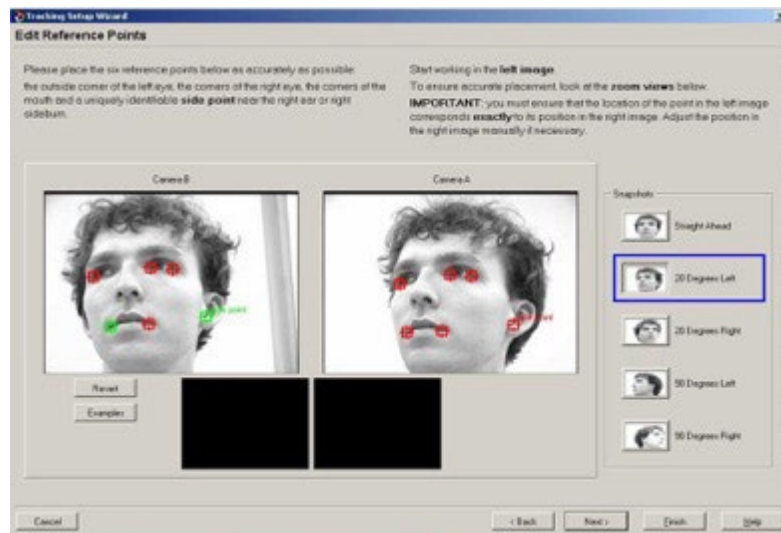 Tracking Setup Wizard
Edit Reference Points
Please place the six reference points below as accurately as possible:
the outside corner of the left eye, the corners of the right eye, the corners of the
mouth and a uniquely identifiable side point near the right ear or right
sideburn.
Start working in the left image.
To ensure accurate placement, look at the zoom views below.
IMPORTANT: you must ensure that the location of the point in the left image
corresponds exactly to its position in the right image. Adjust the position in
the right image manually if necessary.
Camera B
Camera A
point
point
Revert
Examples
Snapshots
Straight Ahead
20 Degrees Left
20 Degrees Right
90 Degrees Left
90 Degrees Right
Cancel
< Back
Next >
Finish
Help